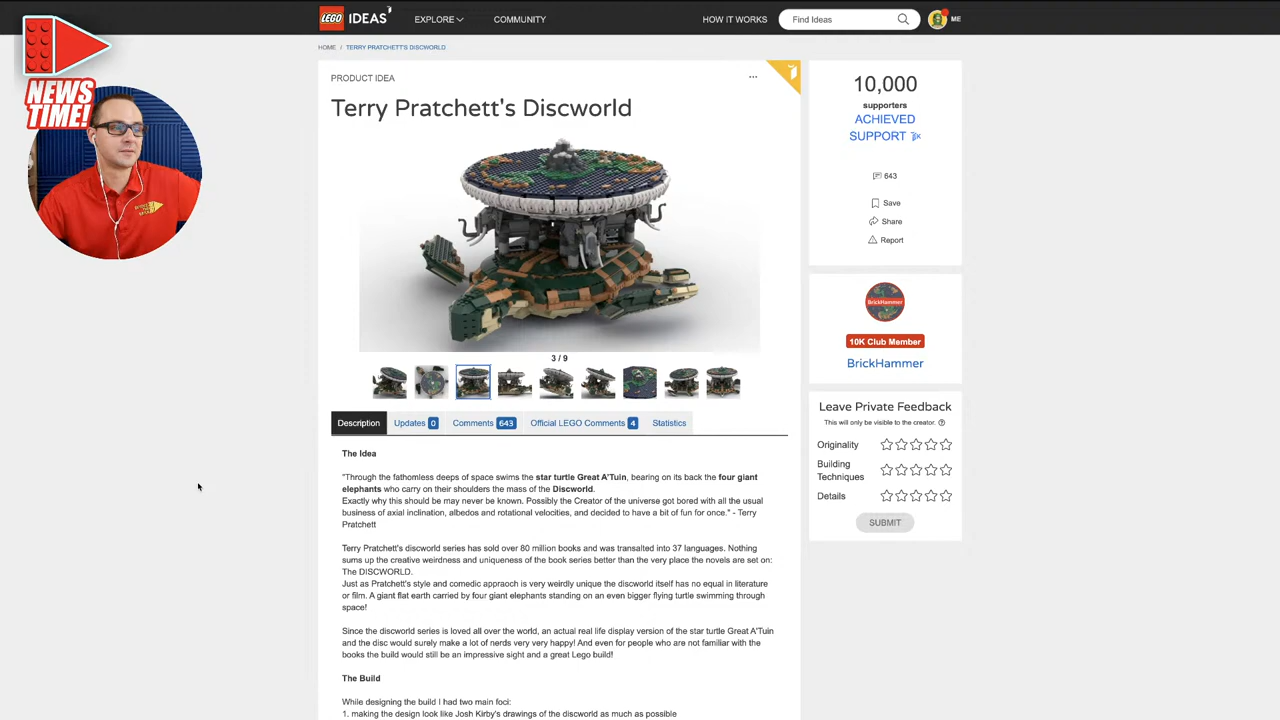 LEGO IDEAS
EXPLORE
COMMUNITY
HOW IT WORKS
Find Ideas
ME
HOME / TERRY PRATCHETT'S DISCWORLD
NEWS
TIME!
PRODUCT IDEA
...
Terry Pratchett's Discworld
3 / 9
Description
Updates 0
Comments 643
Official LEGO Comments 4
Statistics
The Idea
"Through the fathomless deeps of space swims the star turtle Great A'Tuin, bearing on its back the four giant
elephants who carry on their shoulders the mass of the Discworld.
Exactly why this should be may never be known. Possibly the Creator of the universe got bored with all the usual
business of axial inclination, albedos and rotational velocities, and decided to have a bit of fun for once." - Terry
Pratchett
Terry Pratchett's discworld series has sold over 80 million books and was transalted into 37 languages. Nothing
sums up the creative weirdness and uniqueness of the book series better than the very place the novels are set on:
The DISCWORLD.
Just as Pratchett's style and comedic appraoch is very weirdly unique the discworld itself has no equal in literature
or film. A giant flat earth carried by four giant elephants standing on an even bigger flying turtle swimming through
space!
Since the discworld series is loved all over the world, an actual real life display version of the star turtle Great A'Tuin
and the disc would surely make a lot of nerds very very happy! And even for people who are not familiar with the
books the build would still be an impressive sight and a great Lego build!
The Build
While designing the build I had two main foci:
1. making the design look like Josh Kirby's drawings of the discworld as much as possible
10,000
supporters
ACHIEVED
SUPPORT
643
Save
Share
Report
BrickHammer
10K Club Member
BrickHammer
Leave Private Feedback
This will only be visible to the creator.
Originality
Building
Techniques
Details
SUBMIT